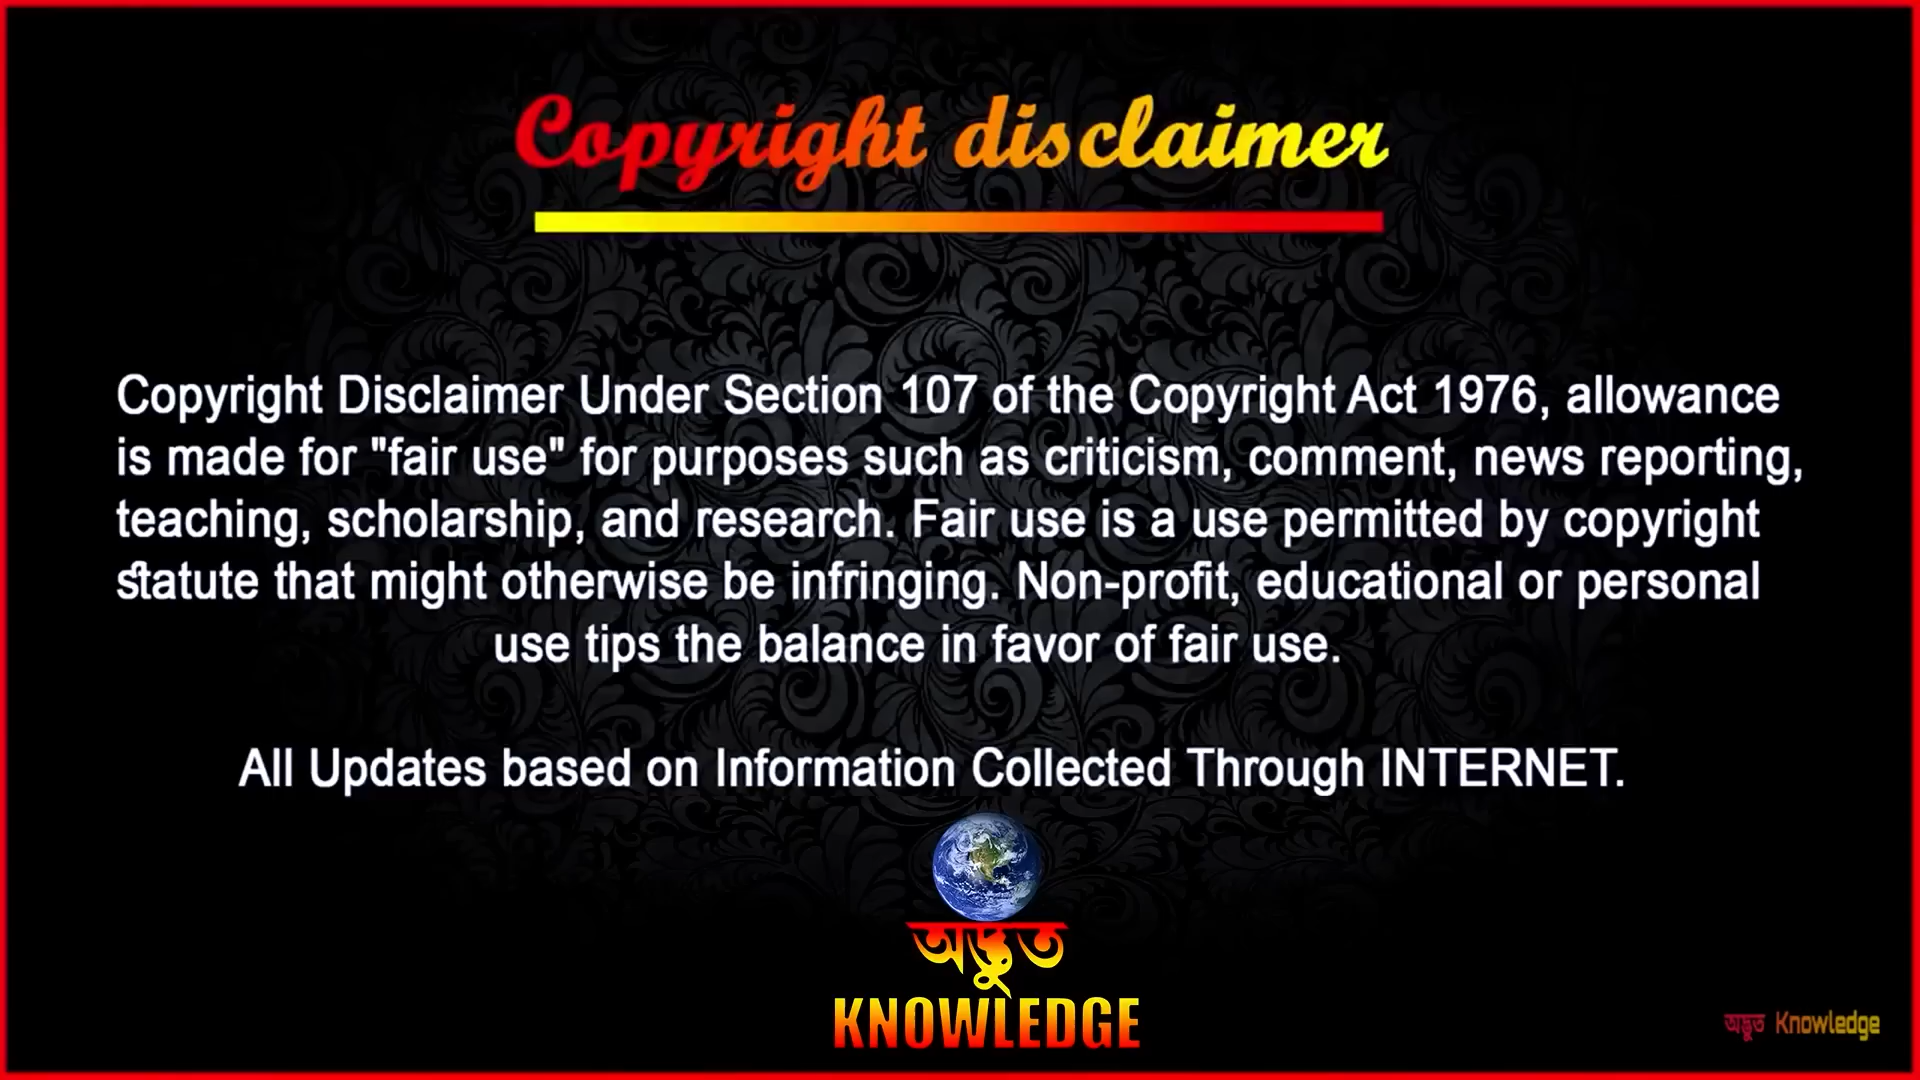 Copyright disclaimer
Copyright Disclaimer Under Section 107 of the Copyright Act 1976, allowance
is made for "fair use" for purposes such as criticism, comment, news reporting,
teaching, scholarship, and research. Fair use is a use permitted by copyright
statute that might otherwise be infringing. Non-profit, educational or personal
use tips the balance in favor of fair use.
All Updates based on Information Collected Through INTERNET.
অদ্ভুত
KNOWLEDGE
অদ্ভুত Knowledge